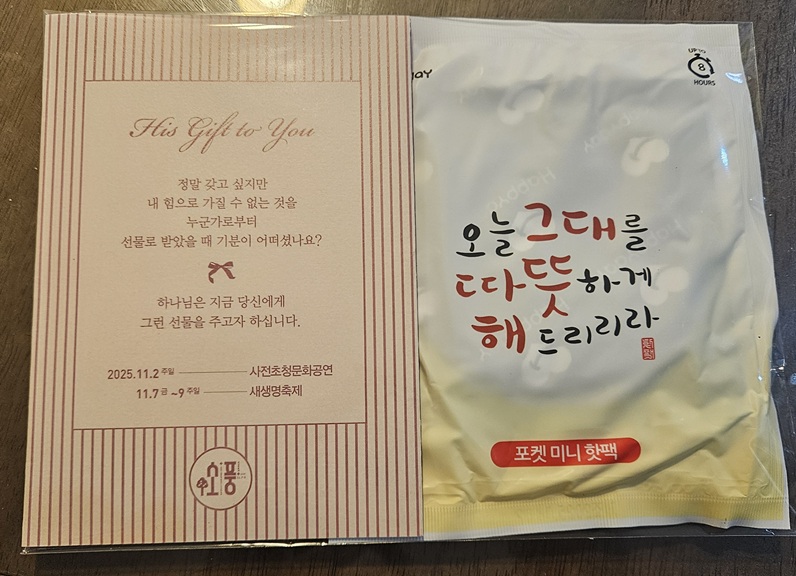 His Gift to You
정말 갖고 싶지만
내 힘으로 가질 수 없는 것을
누군가로부터
선물로 받았을 때 기분이 어떠셨나요?
하나님은 지금 당신에게
그런 선물을 주고자 하십니다.
2025.11.2 주일 사전초청문화공연
11.7 금 ~9 주일 새생명축제
UP TO
8
HOURS
오늘 그대를
따뜻하게
해 드리리라
포켓 미니 핫팩